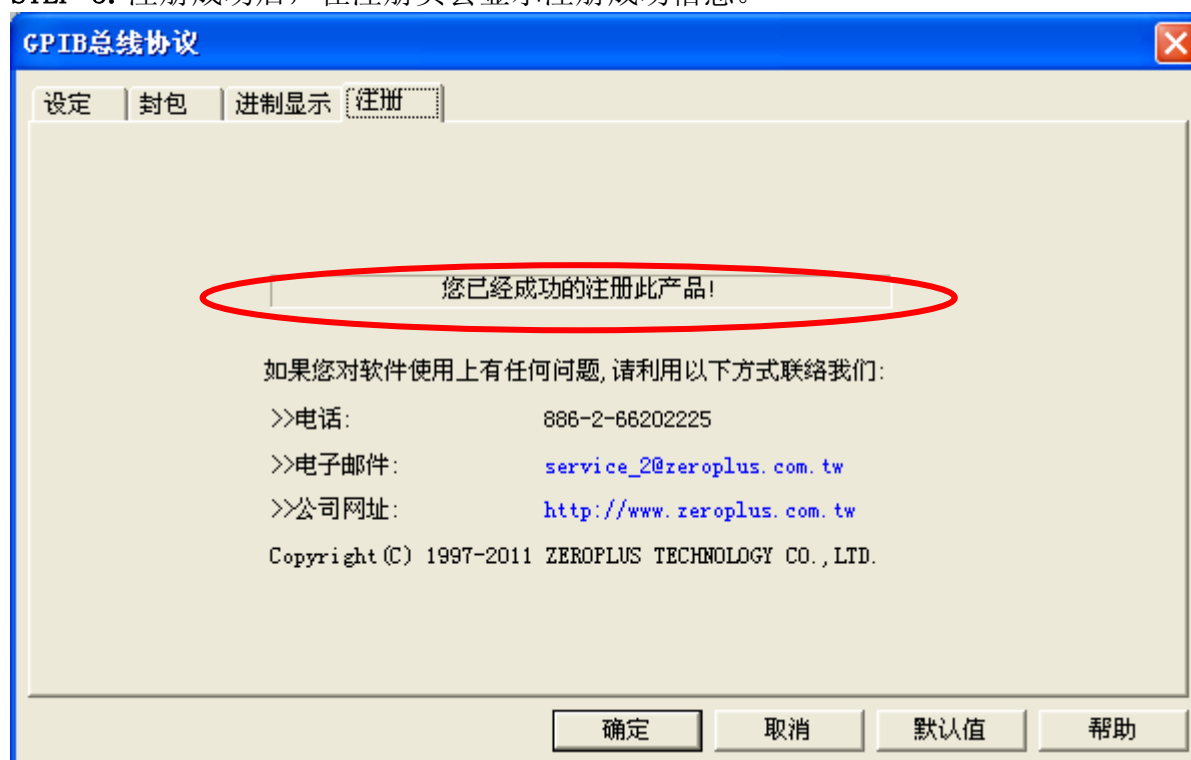 GPIB总线协议
设定 封包 进制显示 注册
您已经成功的注册此产品!
如果您对软件使用上有任何问题,请利用以下方式联络我们:
>>电话: 886-2-66202225
>>电子邮件: service_2@zeroplus.com.tw
>>公司网址: http://www.zeroplus.com.tw
Copyright(C) 1997-2011 ZEROPLUS TECHNOLOGY CO.,LTD.
确定 取消 默认值 帮助